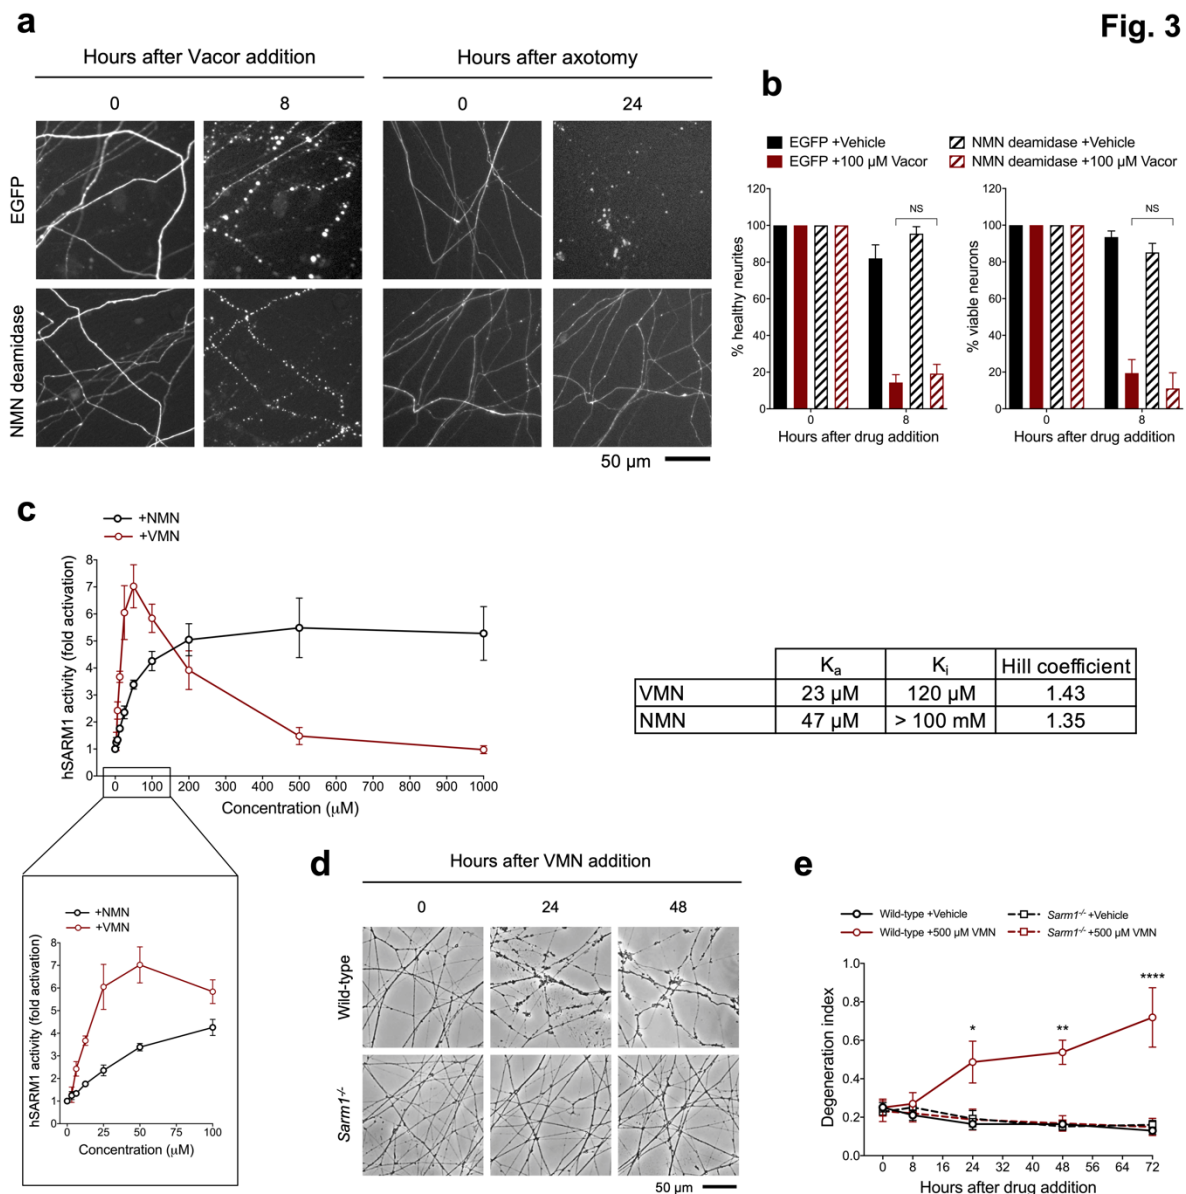 Fig. 3
a
Hours after Vacor addition
Hours after axotomy
0
8
0
24
EGFP
NMN deamidase
50 µm
b
EGFP +Vehicle
NMN deamidase +Vehicle
EGFP +100 µM Vacor
NMN deamidase +100 µM Vacor
120
100
80
60
40
20
0
% healthy neurites
NS
0
8
Hours after drug addition
120
100
80
60
40
20
0
% viable neurons
NS
0
8
Hours after drug addition
c
+NMN
+VMN
8
7
6
5
4
3
2
1
0
hSARM1 activity (fold activation)
0 100 200 300 400 500 600 700 800 900 1000
Concentration (µM)
Ka Ki Hill coefficient
VMN 23 µM 120 µM 1.43
NMN 47 µM > 100 mM 1.35
+NMN
+VMN
8
7
6
5
4
3
2
1
0
hSARM1 activity (fold activation)
0 25 50 75 100
Concentration (µM)
d
Hours after VMN addition
0
24
48
Wild-type
Sarm1-/-
50 µm
e
Wild-type +Vehicle
Sarm1-/- +Vehicle
Wild-type +500 µM VMN
Sarm1-/- +500 µM VMN
1.0
0.8
0.6
0.4
0.2
0.0
Degeneration index
*
**
****
0 8 16 24 32 40 48 56 64 72
Hours after drug addition